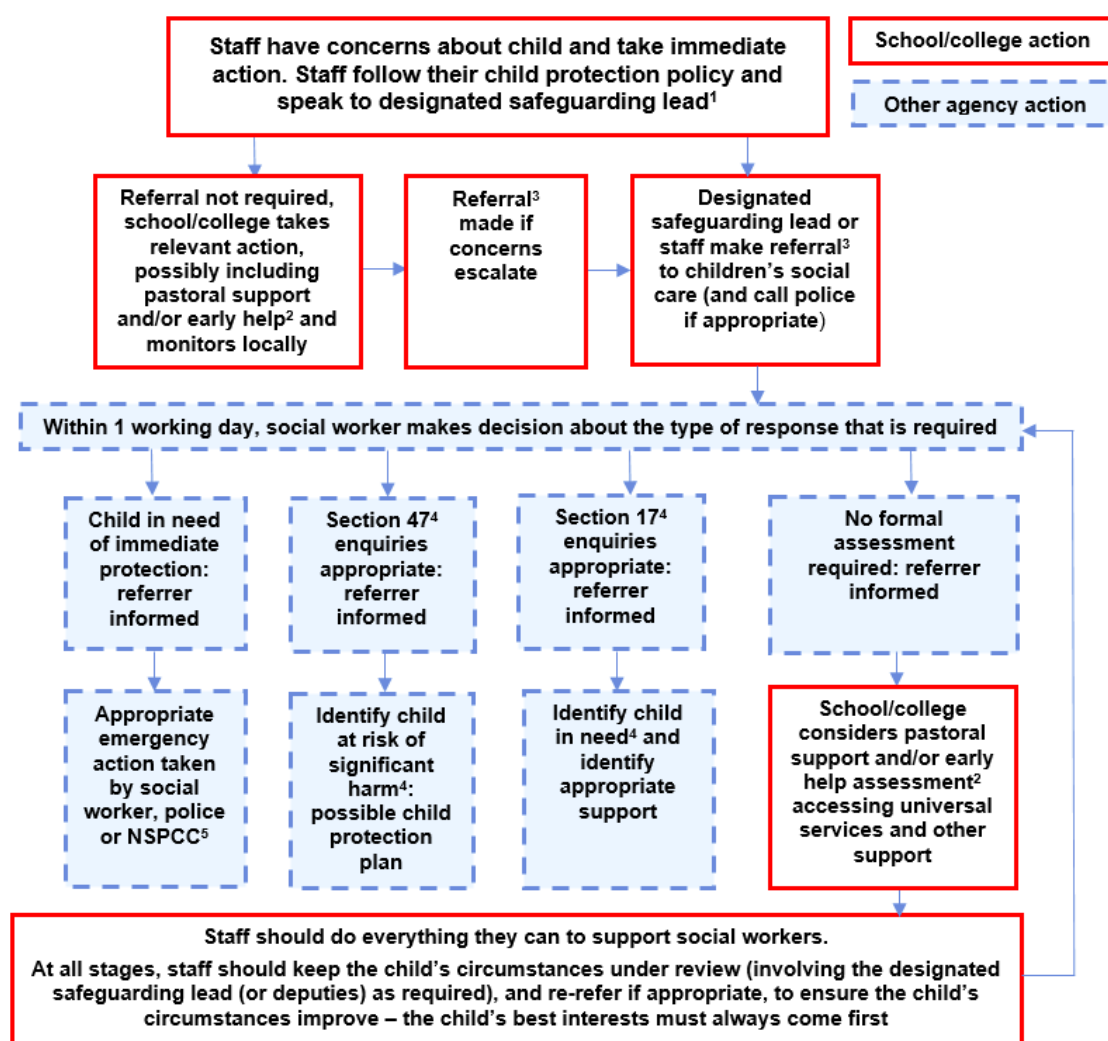 Staff have concerns about child and take immediate
action. Staff follow their child protection policy and
speak to designated safeguarding lead¹
School/college action
Other agency action
Referral not required,
school/college takes
relevant action,
possibly including
pastoral support
and/or early help² and
monitors locally
Referral³
made if
concerns
escalate
Designated
safeguarding lead or
staff make referral³
to children’s social
care (and call police
if appropriate)
Within 1 working day, social worker makes decision about the type of response that is required
Child in need
of immediate
protection:
referrer
informed
Section 47⁴
enquiries
appropriate:
referrer
informed
Section 17⁴
enquiries
appropriate:
referrer
informed
No formal
assessment
required: referrer
informed
Appropriate
emergency
action taken
by social
worker, police
or NSPCC⁵
Identify child
at risk of
significant
harm⁴:
possible child
protection
plan
Identify child
in need⁴ and
identify
appropriate
support
School/college
considers pastoral
support and/or early
help assessment²
accessing universal
services and other
support
Staff should do everything they can to support social workers.
At all stages, staff should keep the child’s circumstances under review (involving the designated
safeguarding lead (or deputies) as required), and re-refer if appropriate, to ensure the child’s
circumstances improve – the child’s best interests must always come first